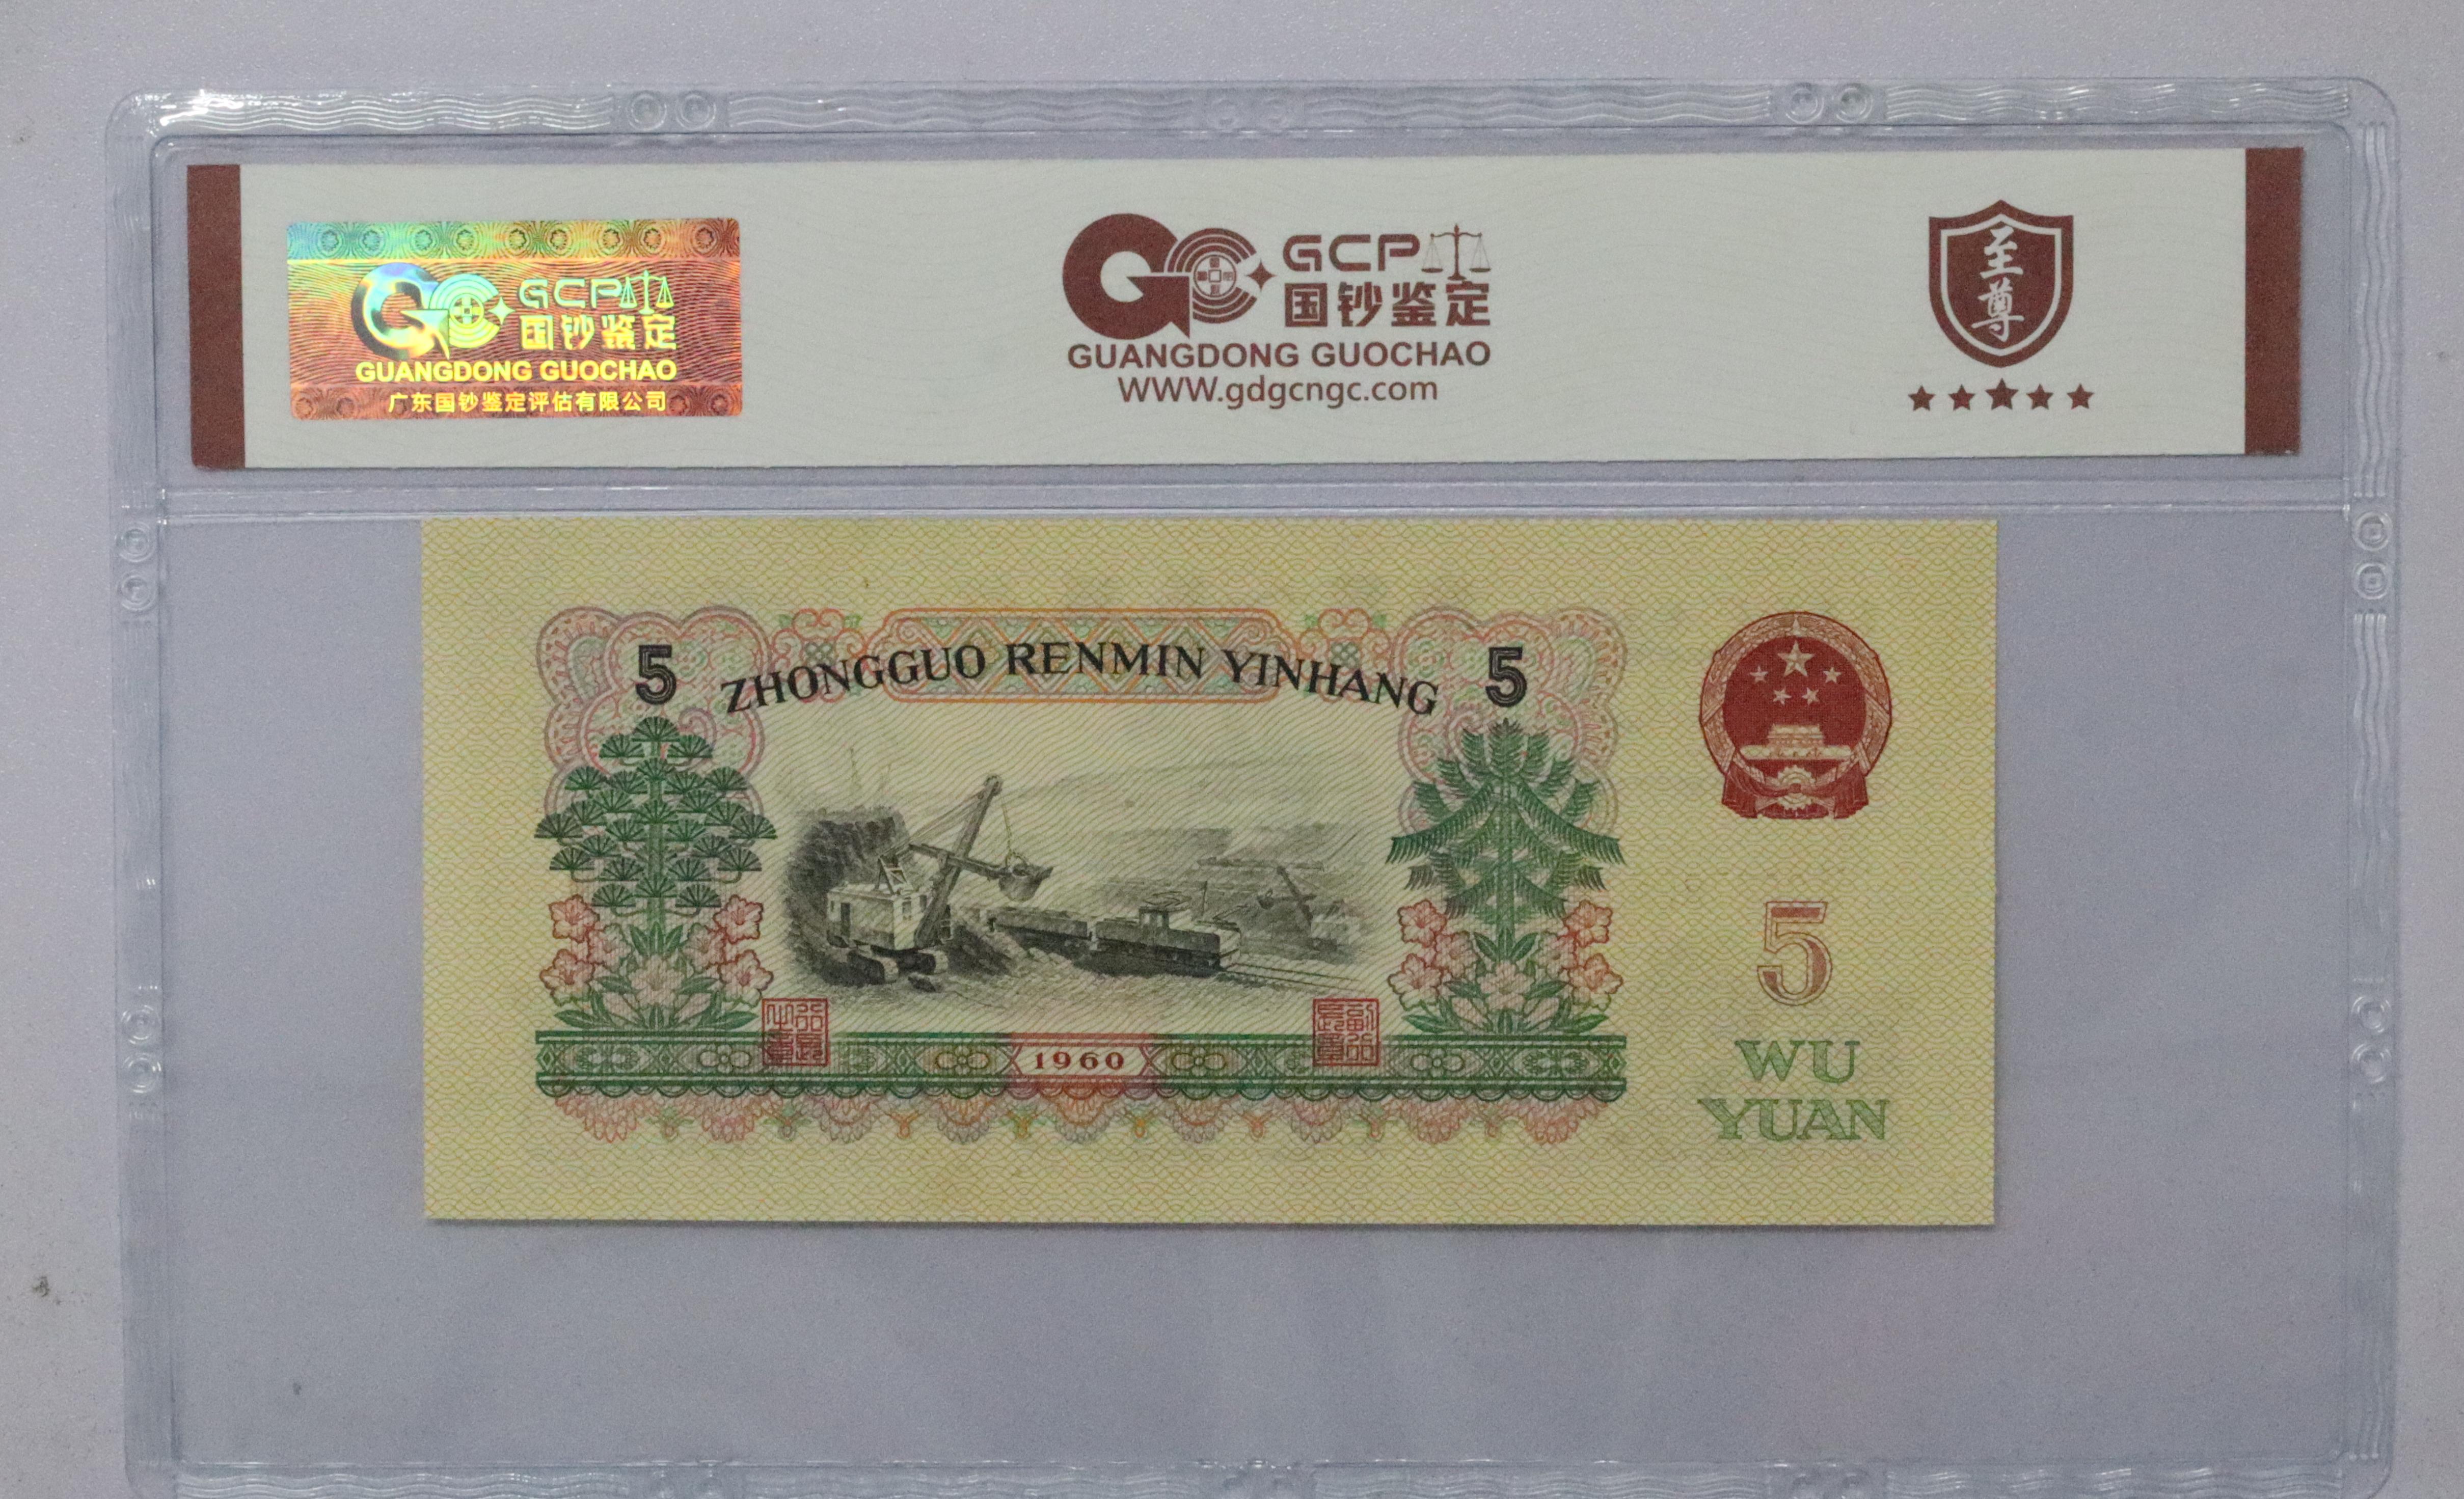 GCP
国钞鉴定
GUANGDONG GUOCHAO
广东国钞鉴定评估有限公司
GCP
国钞鉴定
GUANGDONG GUOCHAO
WWW.gdgcngc.com
至
尊
5 ZHONGGUO RENMIN YINHANG 5
1960
5
WU
YUAN